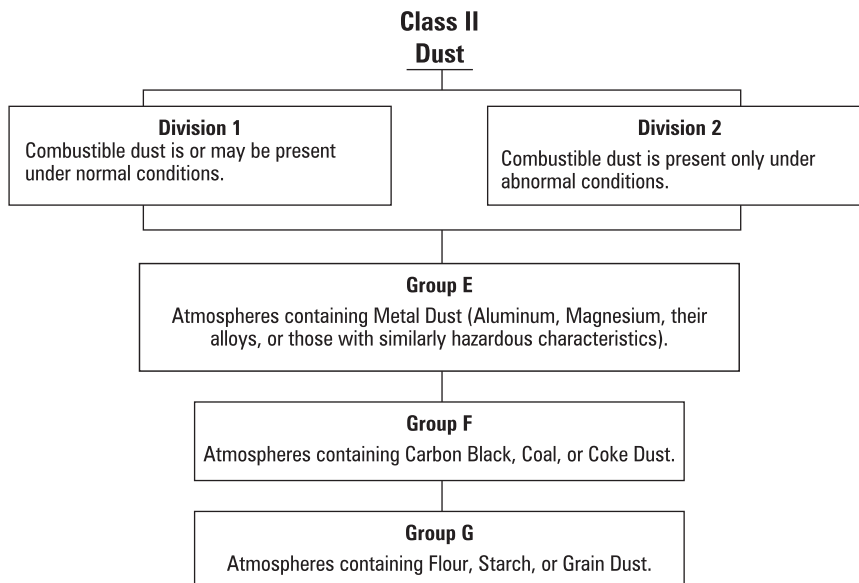 Class II
Dust
Division 1
Combustible dust is or may be present
under normal conditions.
Division 2
Combustible dust is present only under
abnormal conditions.
Group E
Atmospheres containing Metal Dust (Aluminum, Magnesium, their
alloys, or those with similarly hazardous characteristics).
Group F
Atmospheres containing Carbon Black, Coal, or Coke Dust.
Group G
Atmospheres containing Flour, Starch, or Grain Dust.